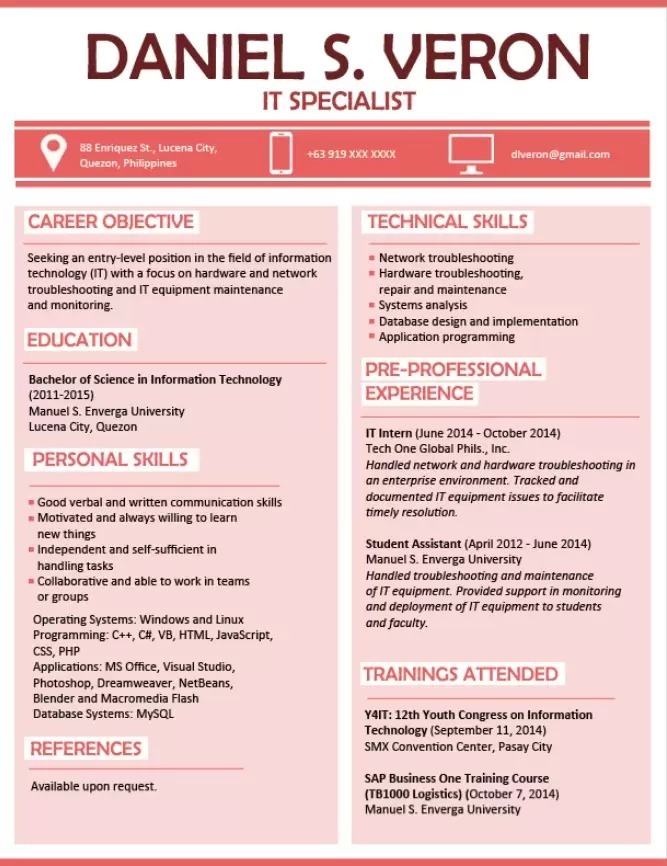 DANIEL S. VERON
IT SPECIALIST
88 Enriquez St., Lucena City,
Quezon, Philippines
+63 919 XXX XXXX
dlveron@gmail.com
CAREER OBJECTIVE
Seeking an entry-level position in the field of information
technology (IT) with a focus on hardware and network
troubleshooting and IT equipment maintenance
and monitoring.
EDUCATION
Bachelor of Science in Information Technology
(2011-2015)
Manuel S. Enverga University
Lucena City, Quezon
PERSONAL SKILLS
Good verbal and written communication skills
Motivated and always willing to learn
new things
Independent and self-sufficient in
handling tasks
Collaborative and able to work in teams
or groups
Operating Systems: Windows and Linux
Programming: C++, C#, VB, HTML, JavaScript,
CSS, PHP
Applications: MS Office, Visual Studio,
Photoshop, Dreamweaver, NetBeans,
Blender and Macromedia Flash
Database Systems: MySQL
REFERENCES
Available upon request.
TECHNICAL SKILLS
Network troubleshooting
Hardware troubleshooting,
repair and maintenance
Systems analysis
Database design and implementation
Application programming
PRE-PROFESSIONAL
EXPERIENCE
IT Intern (June 2014 - October 2014)
Tech One Global Phils., Inc.
Handled network and hardware troubleshooting in
an enterprise environment. Tracked and
documented IT equipment issues to facilitate
timely resolution.
Student Assistant (April 2012 - June 2014)
Manuel S. Enverga University
Handled troubleshooting and maintenance
of IT equipment. Provided support in monitoring
and deployment of IT equipment to students
and faculty.
TRAININGS ATTENDED
Y4IT: 12th Youth Congress on Information
Technology (September 11, 2014)
SMX Convention Center, Pasay City
SAP Business One Training Course
(TB1000 Logistics) (October 7, 2014)
Manuel S. Enverga University